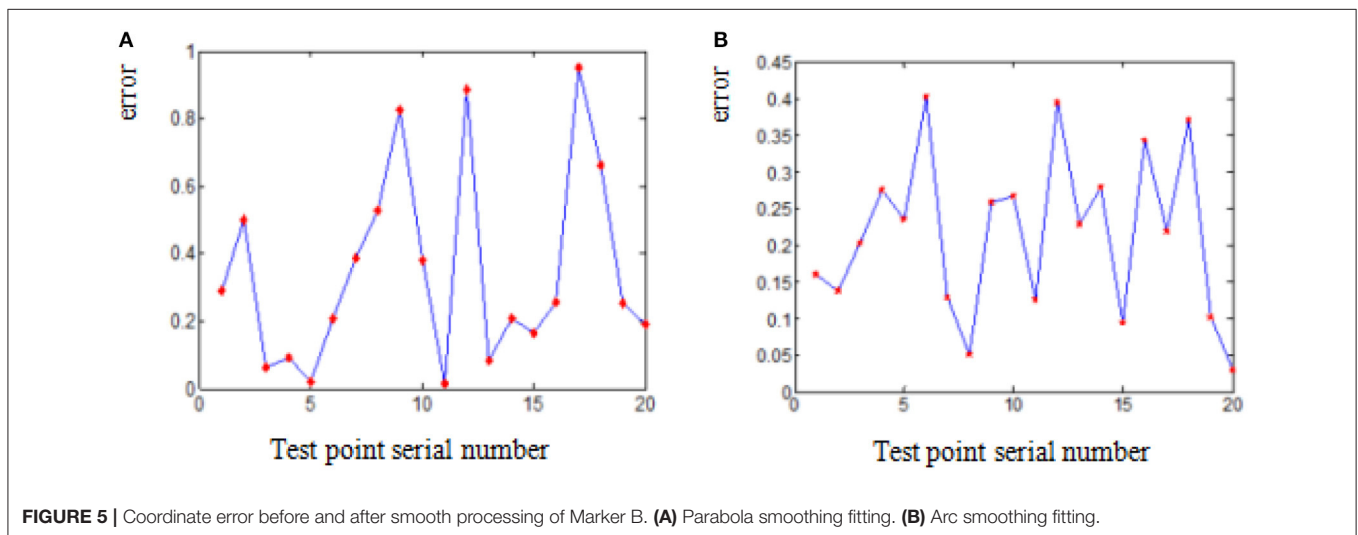 A
error
1
0.8
0.6
0.4
0.2
0
0 5 10 15 20
Test point serial number
B
error
0.45
0.4
0.35
0.3
0.25
0.2
0.15
0.1
0.05
0
0 5 10 15 20
Test point serial number
FIGURE 5 | Coordinate error before and after smooth processing of Marker B. (A) Parabola smoothing fitting. (B) Arc smoothing fitting.